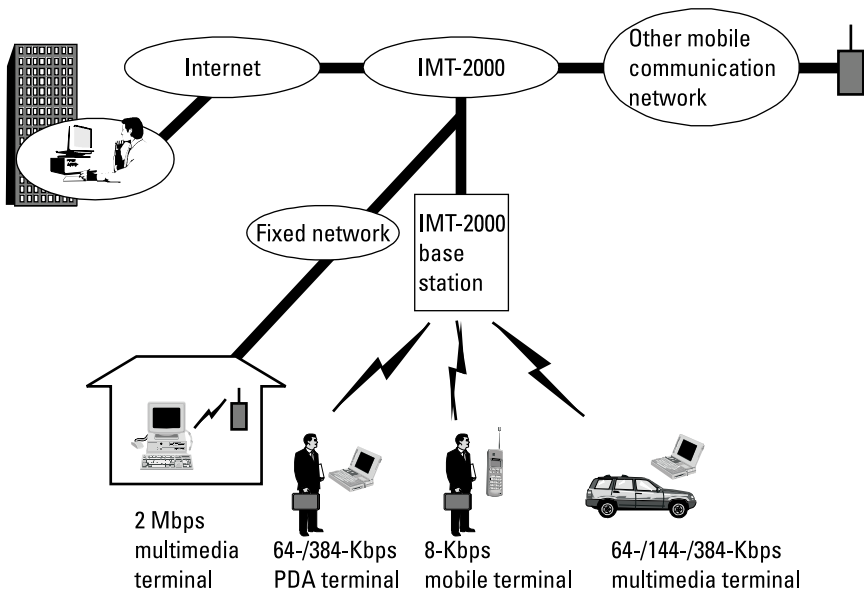 Internet
IMT-2000
Other mobile
communication
network
Fixed network
IMT-2000
base
station
2 Mbps
multimedia
terminal
64-/384-Kbps
PDA terminal
8-Kbps
mobile terminal
64-/144-/384-Kbps
multimedia terminal